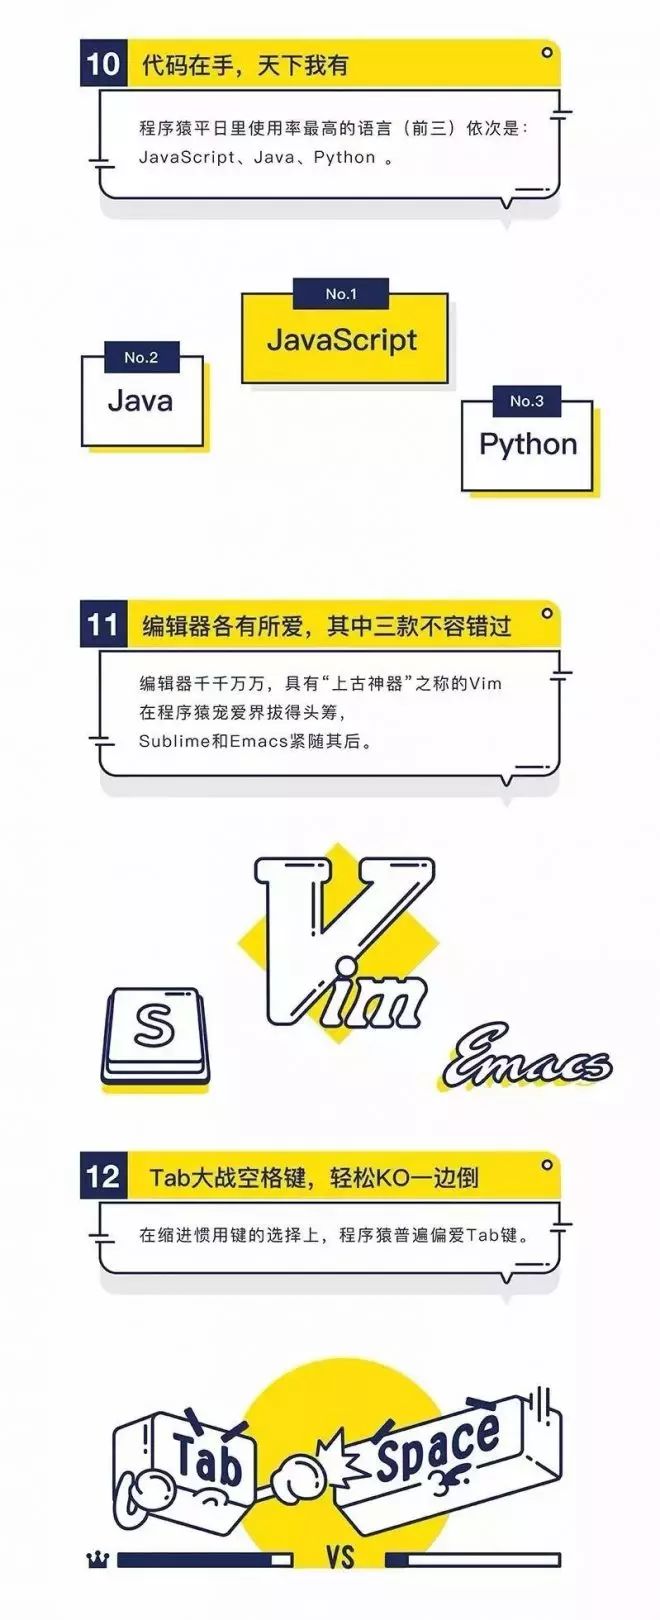 10 代码在手，天下我有
程序猿平日里使用率最高的语言（前三）依次是：
JavaScript、Java、Python 。
No.1
JavaScript
No.2
Java
No.3
Python
11 编辑器各有所爱，其中三款不容错过
编辑器千千万万，具有“上古神器”之称的Vim
在程序猿宠爱界拔得头筹，
Sublime和Emacs紧随其后。
Vim
S
Emacs
12 Tab大战空格键，轻松KO一边倒
在缩进惯用键的选择上，程序猿普遍偏爱Tab键。
Tab
Space
VS